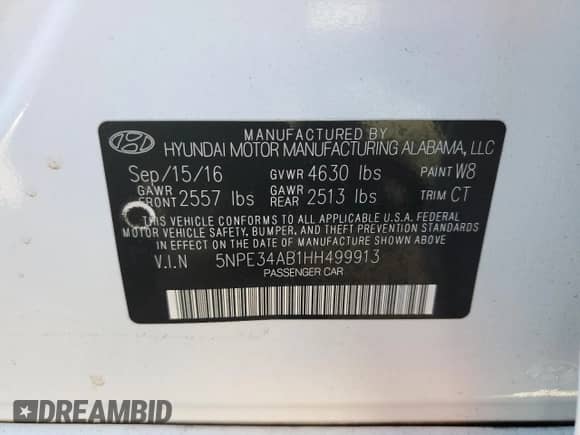 MANUFACTURED BY
HYUNDAI MOTOR MANUFACTURING ALABAMA, LLC
Sep/15/16 GVWR 4630 lbs PAINT W8
GAWR FRONT 2557 lbs GAWR REAR 2513 lbs TRIM CT
THIS VEHICLE CONFORMS TO ALL APPLICABLE U.S.A. FEDERAL
MOTOR VEHICLE SAFETY, BUMPER, AND THEFT PREVENTION STANDARDS
IN EFFECT ON THE DATE OF MANUFACTURE SHOWN ABOVE
V.I.N 5NPE34AB1HH499913
PASSENGER CAR
DREAMBID